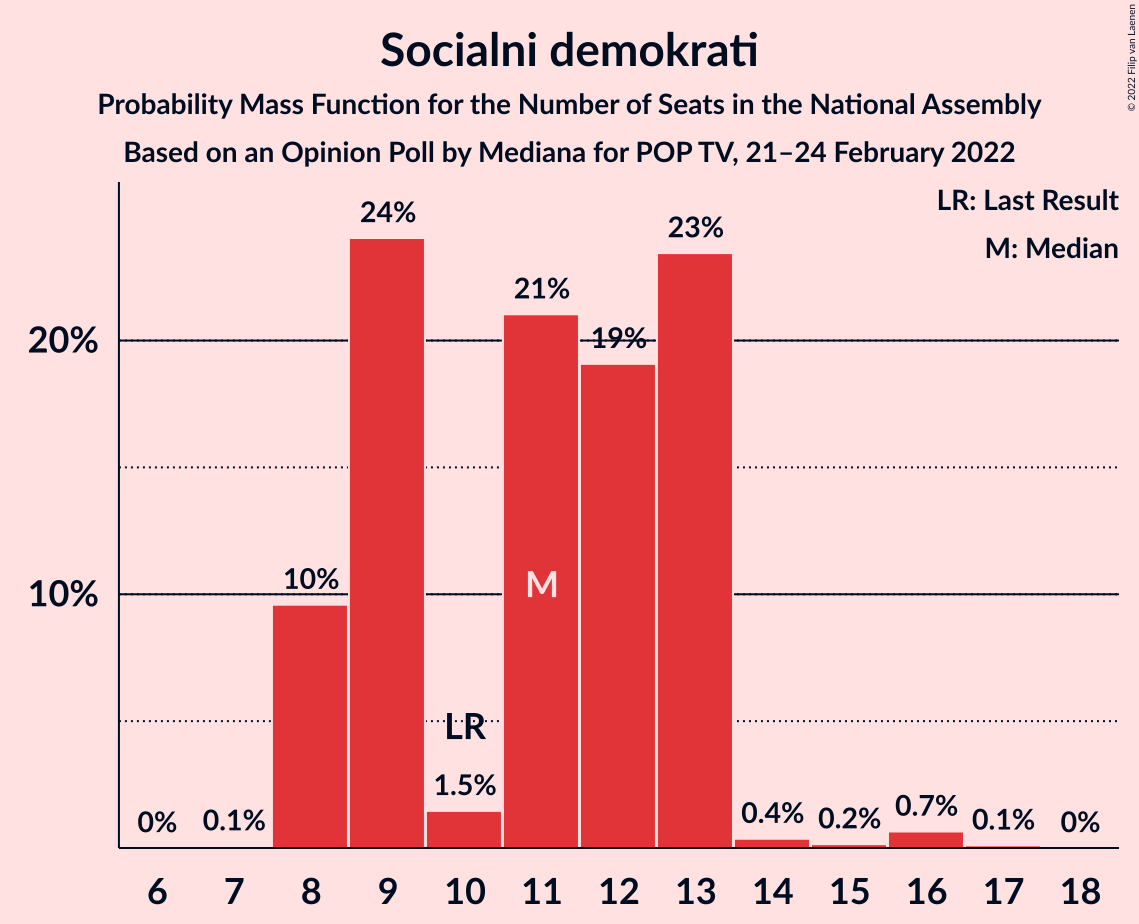 Socialni demokrati
Probability Mass Function for the Number of Seats in the National Assembly
Based on an Opinion Poll by Mediana for POP TV, 21–24 February 2022
© 2022 Filip van Laenen
LR: Last Result
M: Median
24%
23%
21%
19%
20%
10%
10%
M
LR
1.5%
0%
0.1%
0.4%
0.2%
0.7%
0.1%
0%
6 7 8 9 10 11 12 13 14 15 16 17 18